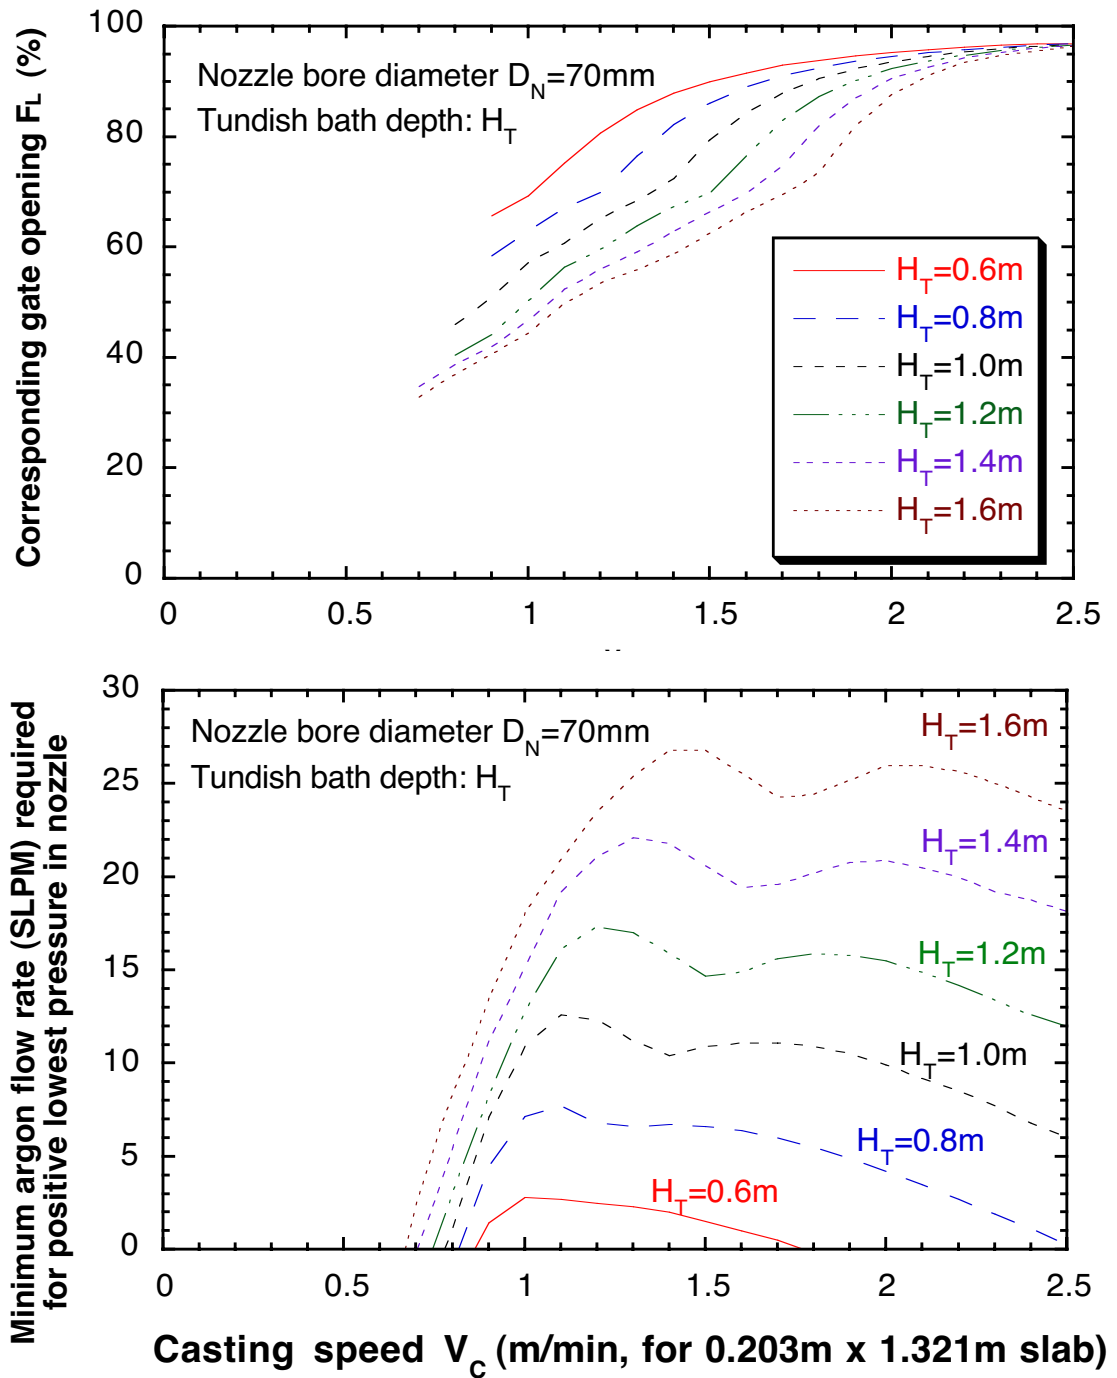 Corresponding gate opening FL (%)
100
80
60
40
20
0
Nozzle bore diameter DN=70mm
Tundish bath depth: HT
HT=0.6m
HT=0.8m
HT=1.0m
HT=1.2m
HT=1.4m
HT=1.6m
0 0.5 1 1.5 2 2.5
Minimum argon flow rate (SLPM) required
for positive lowest pressure in nozzle
30
25
20
15
10
5
0
Nozzle bore diameter DN=70mm
Tundish bath depth: HT
HT=1.6m
HT=1.4m
HT=1.2m
HT=1.0m
HT=0.8m
HT=0.6m
0 0.5 1 1.5 2 2.5
Casting speed VC (m/min, for 0.203m x 1.321m slab)